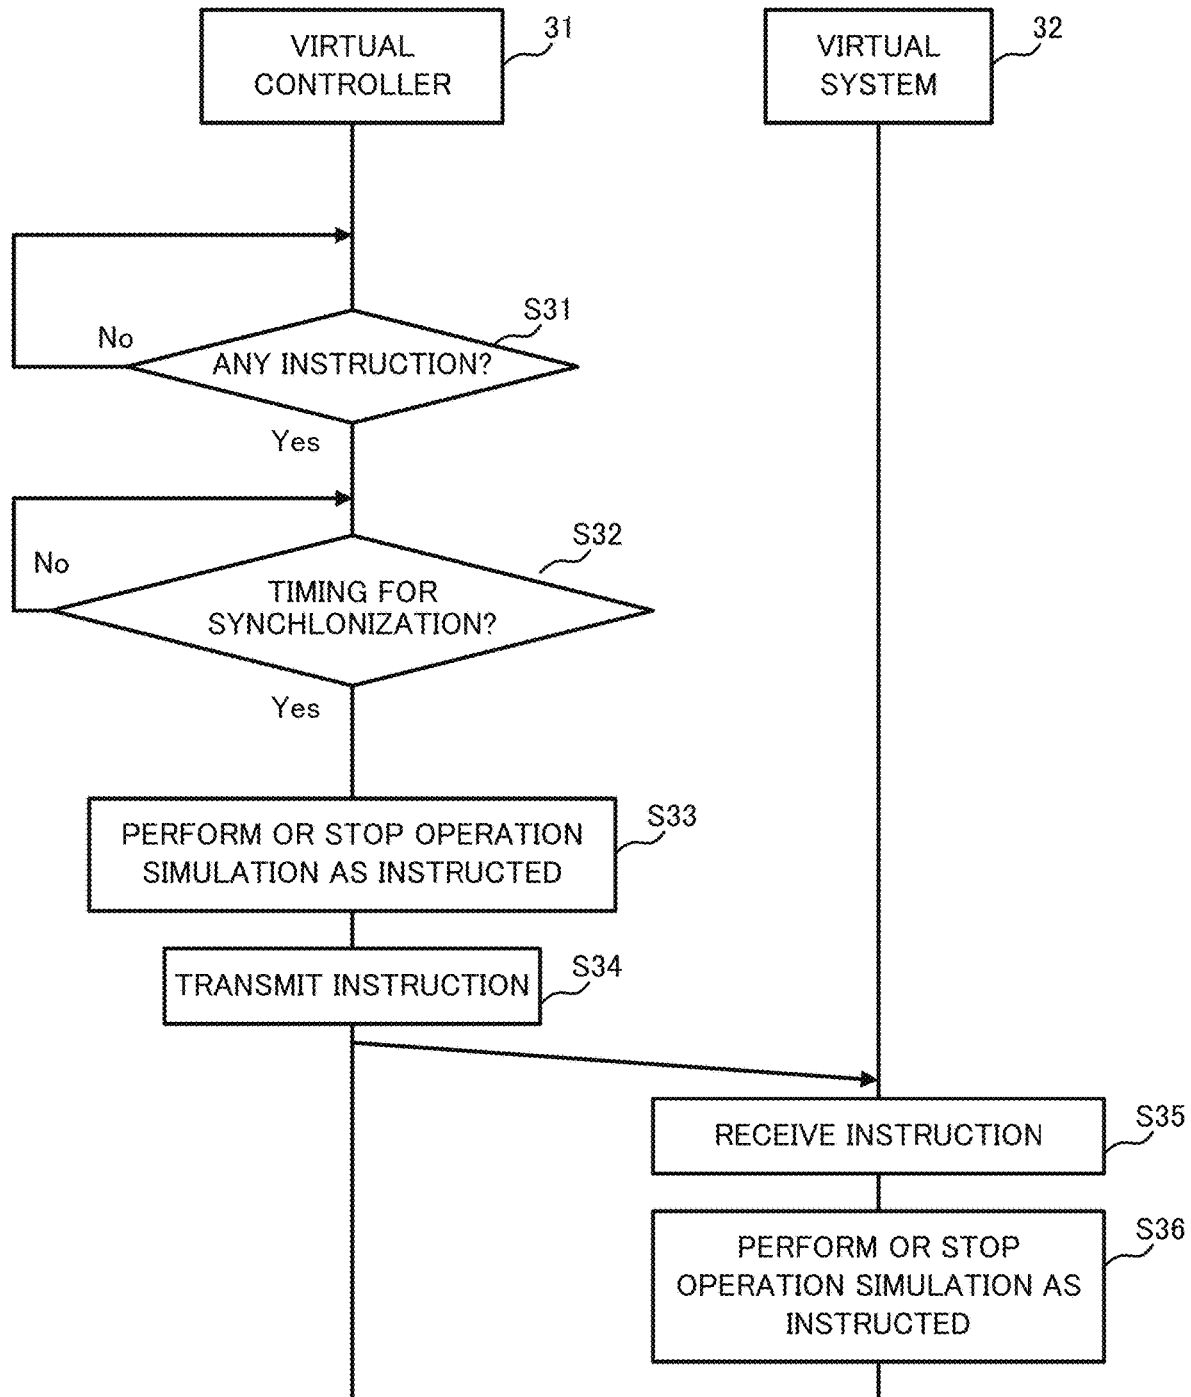 VIRTUAL
CONTROLLER
31
VIRTUAL
SYSTEM
32
S31
No
ANY INSTRUCTION?
Yes
S32
No
TIMING FOR
SYNCHLONIZATION?
Yes
S33
PERFORM OR STOP OPERATION
SIMULATION AS INSTRUCTED
S34
TRANSMIT INSTRUCTION
S35
RECEIVE INSTRUCTION
S36
PERFORM OR STOP
OPERATION SIMULATION AS
INSTRUCTED